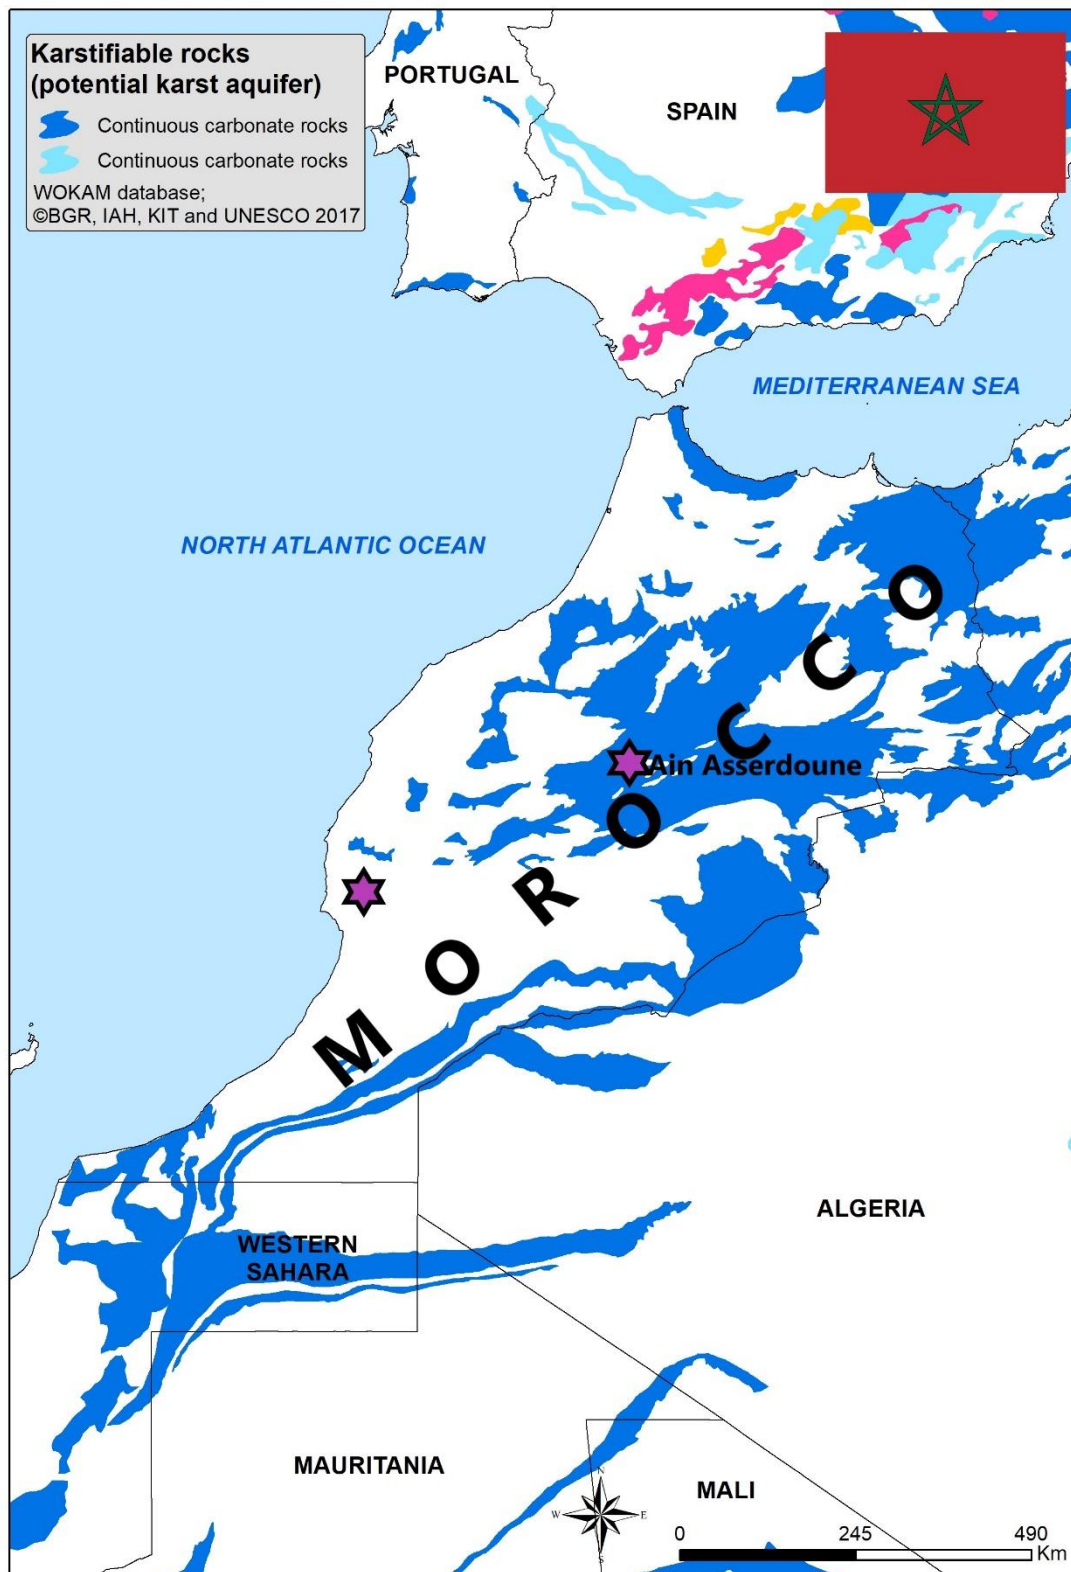 Karstifiable rocks
(potential karst aquifer)
Continuous carbonate rocks
Continuous carbonate rocks
WOKAM database;
©BGR, IAH, KIT and UNESCO 2017
PORTUGAL
SPAIN
MEDITERRANEAN SEA
NORTH ATLANTIC OCEAN
MOROCCO
Ain Asserdoune
ALGERIA
WESTERN
SAHARA
MAURITANIA
MALI
N
W
E
S
0
245
490
Km